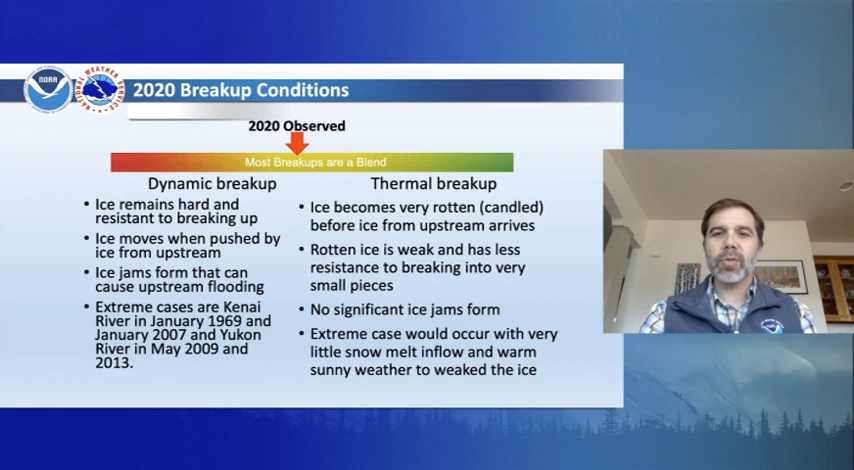 NOAA
NATIONAL WEATHER SERVICE
2020 Breakup Conditions
2020 Observed
Most Breakups are a Blend
Dynamic breakup
• Ice remains hard and
resistant to breaking up
• Ice moves when pushed by
ice from upstream
• Ice jams form that can
cause upstream flooding
• Extreme cases are Kenai
River in January 1969 and
January 2007 and Yukon
River in May 2009 and
2013.
Thermal breakup
• Ice becomes very rotten (candled)
before ice from upstream arrives
• Rotten ice is weak and has less
resistance to breaking into very
small pieces
• No significant ice jams form
• Extreme case would occur with very
little snow melt inflow and warm
sunny weather to weaked the ice